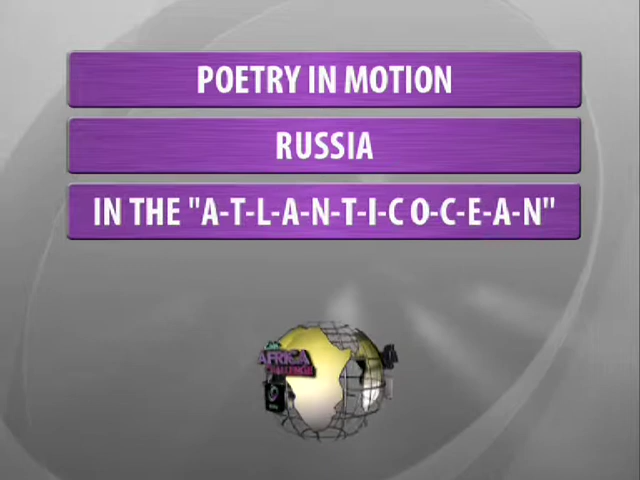 POETRY IN MOTION
RUSSIA
IN THE "A-T-L-A-N-T-I-C O-C-E-A-N"
AFRICA
CHALLENGE